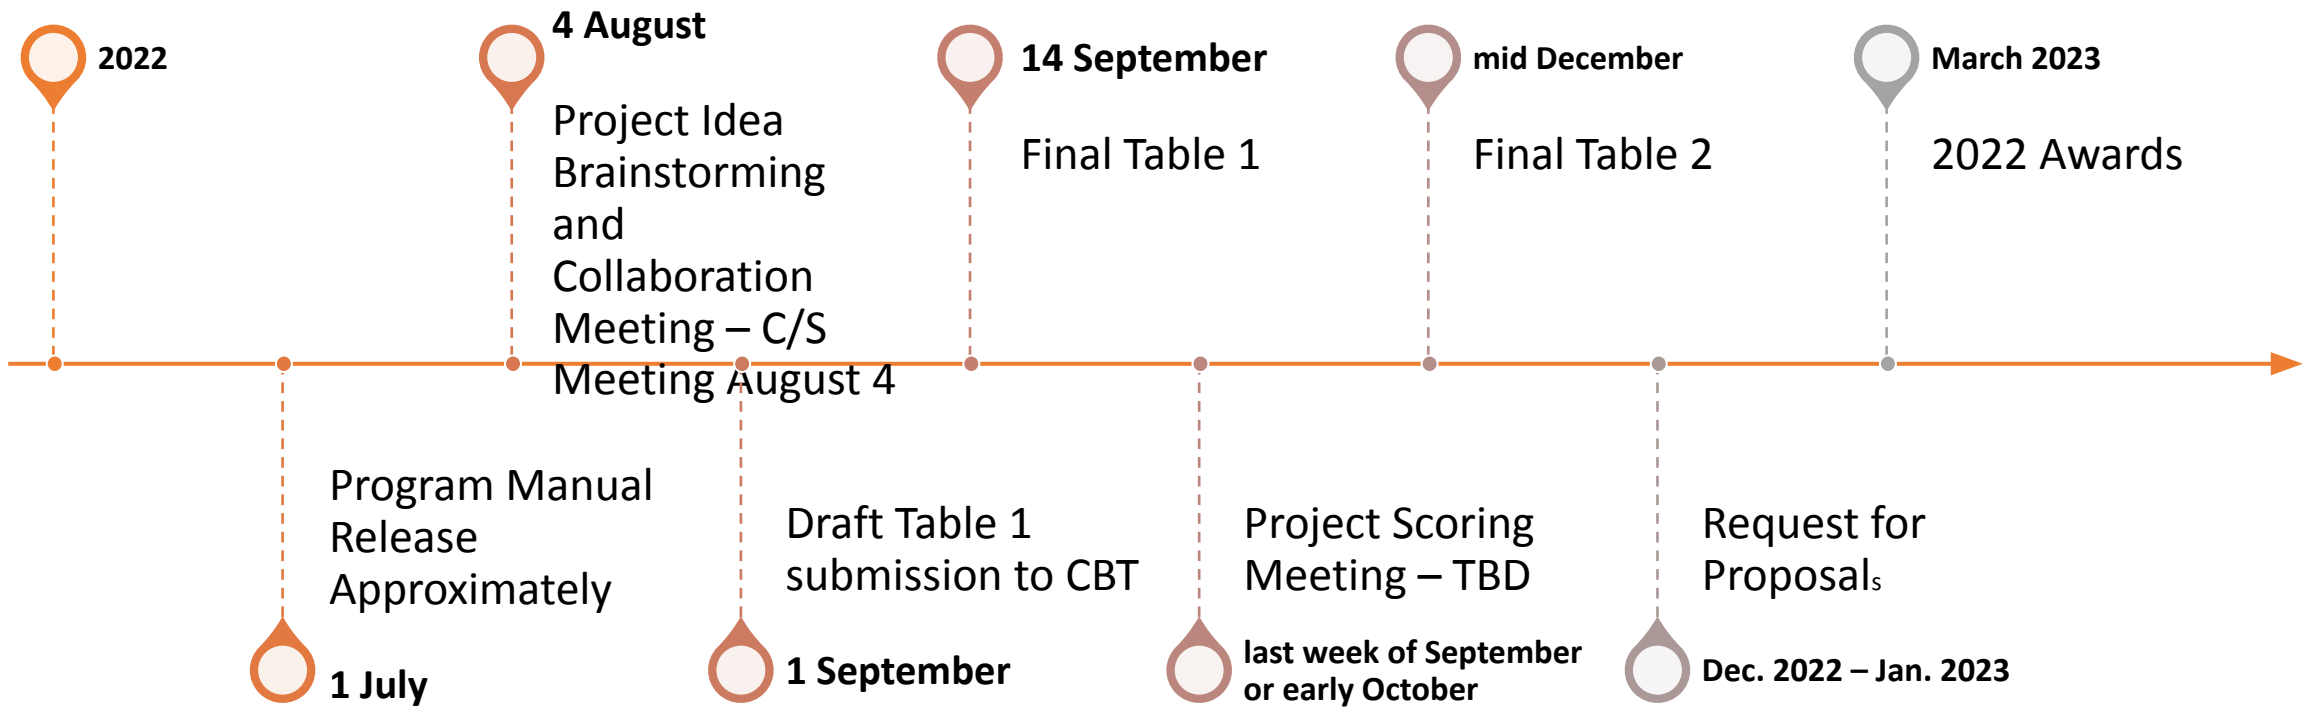 2022
4 August
Project Idea
Brainstorming
and
Collaboration
Meeting – C/S
Meeting August 4
14 September
Final Table 1
mid December
Final Table 2
March 2023
2022 Awards
Program Manual
Release
Approximately
1 July
Draft Table 1
submission to CBT
1 September
Project Scoring
Meeting – TBD
last week of September
or early October
Request for
Proposals
Dec. 2022 – Jan. 2023